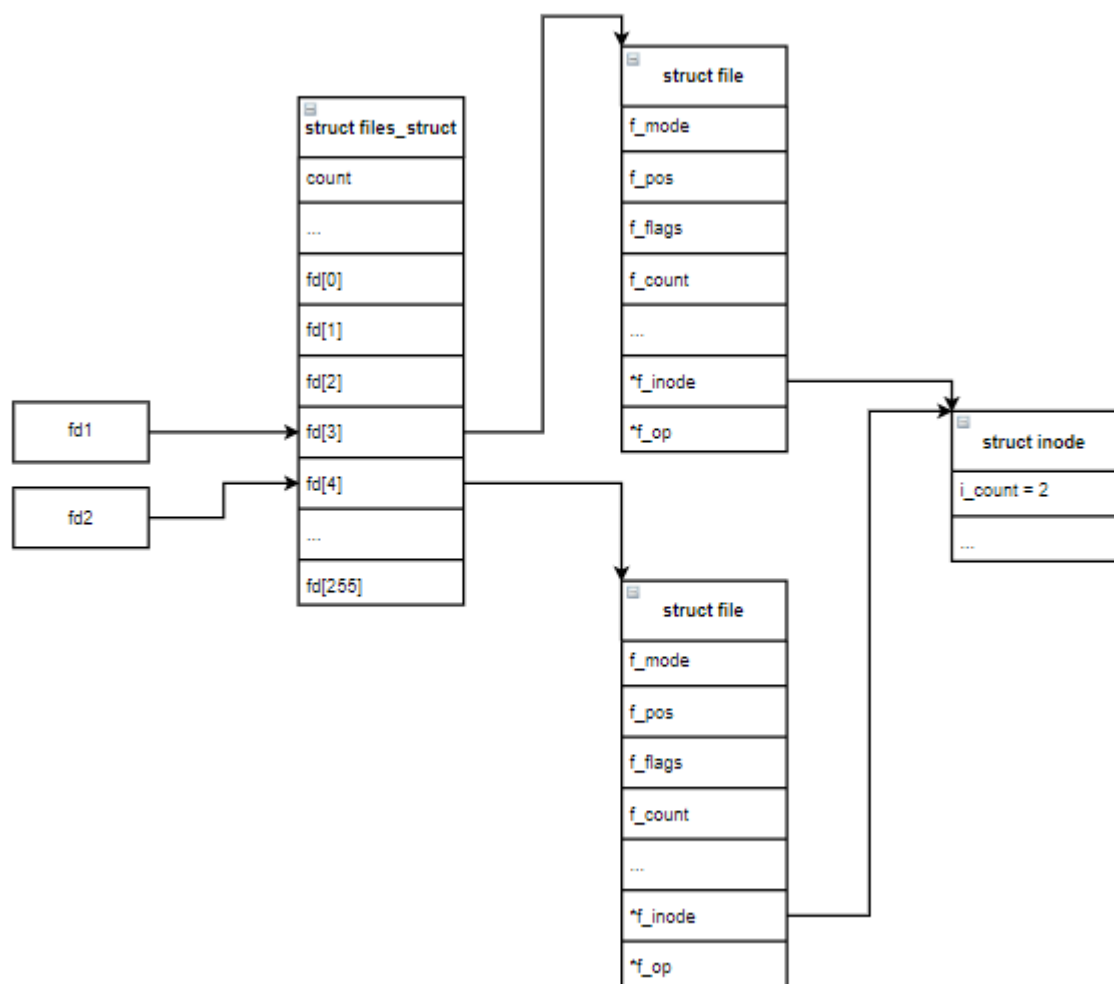 fd1
fd2
struct files_struct
count
...
fd[0]
fd[1]
fd[2]
fd[3]
fd[4]
...
fd[255]
struct file
f_mode
f_pos
f_flags
f_count
...
*f_inode
*f_op
struct file
f_mode
f_pos
f_flags
f_count
...
*f_inode
*f_op
struct inode
i_count = 2
...